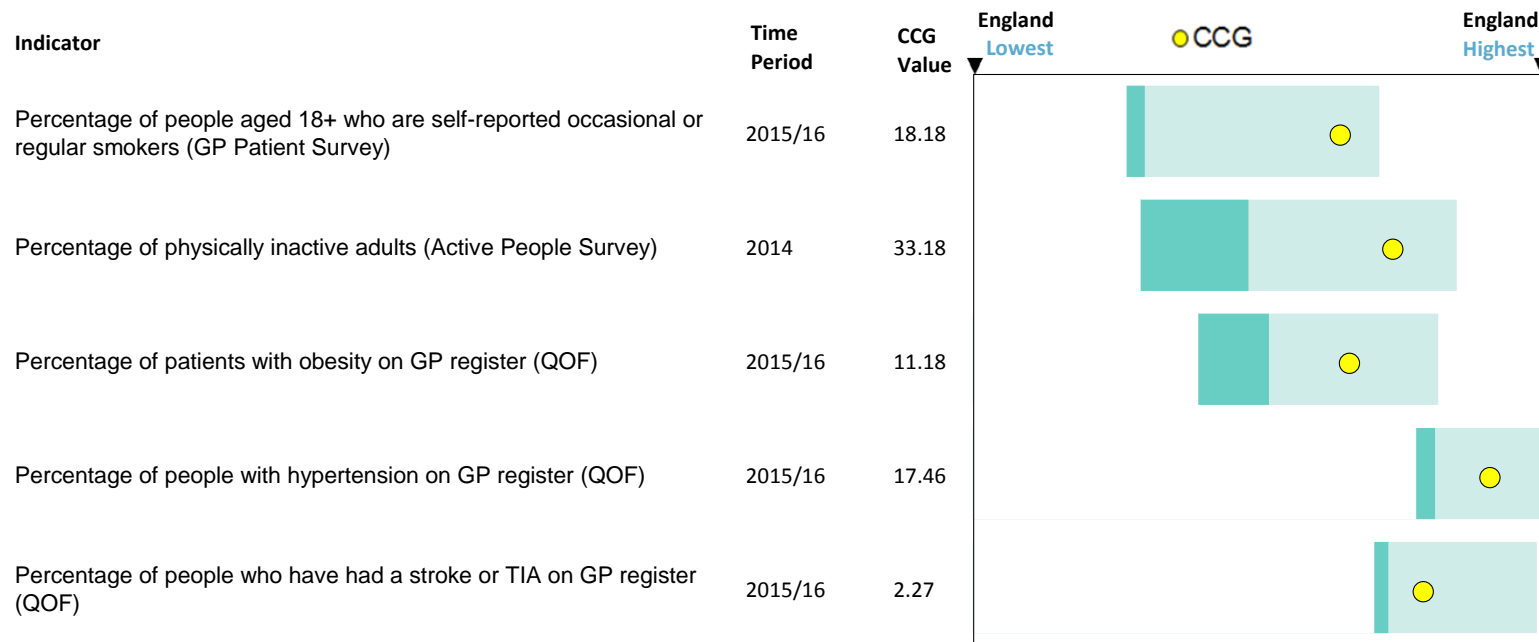 Indicator
Time Period
CCG Value
England Lowest
CCG
England Highest
Percentage of people aged 18+ who are self-reported occasional or
regular smokers (GP Patient Survey)
2015/16
18.18
Percentage of physically inactive adults (Active People Survey)
2014
33.18
Percentage of patients with obesity on GP register (QOF)
2015/16
11.18
Percentage of people with hypertension on GP register (QOF)
2015/16
17.46
Percentage of people who have had a stroke or TIA on GP register
(QOF)
2015/16
2.27